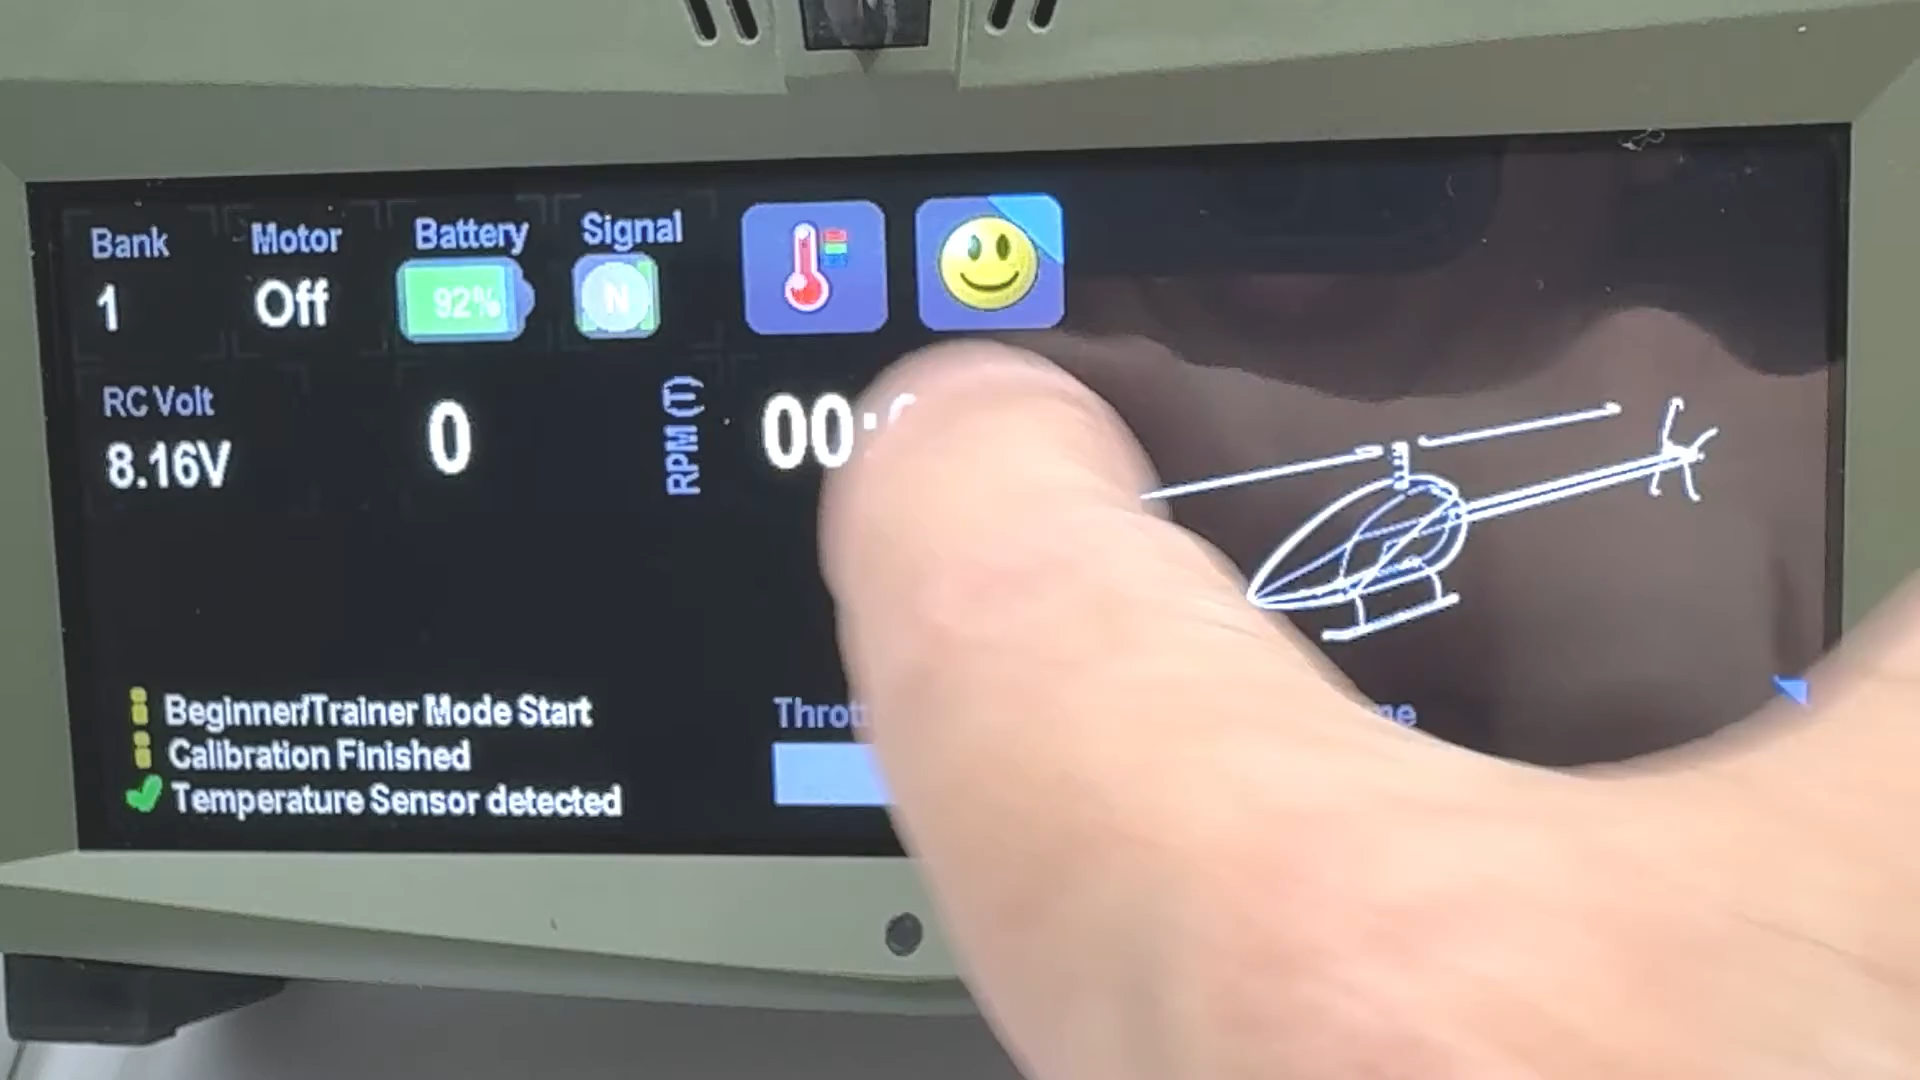 Bank
Motor
Battery
Signal
1
Off
92%
N
RC Volt
8.16V
0
RPM (T)
00:
Beginner/Trainer Mode Start
Calibration Finished
Temperature Sensor detected